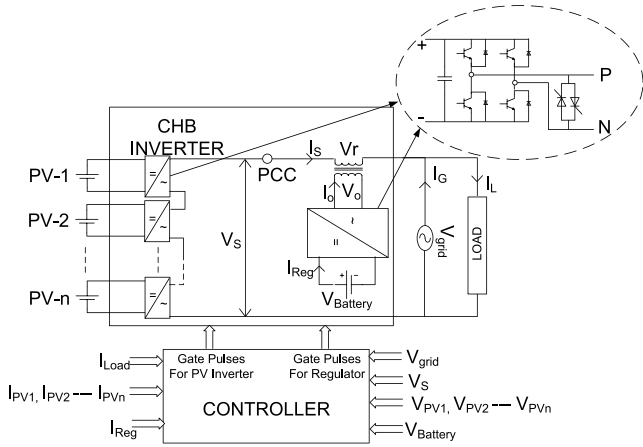 +
-
P
N
CHB
INVERTER
PV-1
PV-2
PV-n
=
~
=
~
=
~
PCC
I_S
Vr
I_o
V_o
I_G
I_L
V_S
~
=
I_Reg
+ -
V_Battery
V_grid
LOAD
Gate Pulses
For PV Inverter
Gate Pulses
For Regulator
CONTROLLER
I_Load
I_PV1, I_PV2 --- I_PVn
I_Reg
V_grid
V_S
V_PV1, V_PV2 --- V_PVn
V_Battery